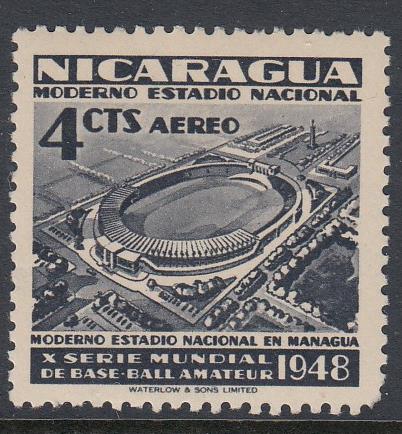 NICARAGUA
MODERNO ESTADIO NACIONAL
4 CTS AEREO
MODERNO ESTADIO NACIONAL EN MANAGUA
X SERIE MUNDIAL
DE BASE-BALL AMATEUR 1948
WATERLOW & SONS LIMITED